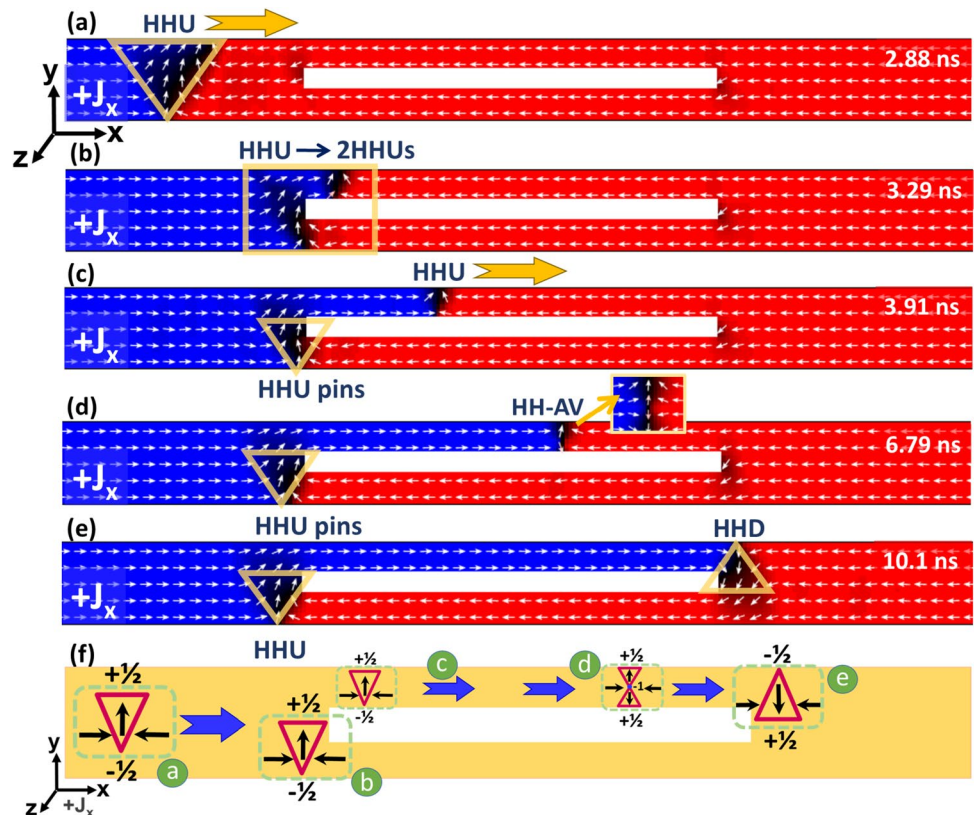 (a) HHU
y
+Jx
x
z
2.88 ns
(b) HHU → 2HHUs
+Jx
3.29 ns
(c) HHU
+Jx
3.91 ns
HHU pins
(d) HH-AV
+Jx
6.79 ns
(e) HHU pins HHD
+Jx
10.1 ns
(f) HHU
+½ +½ c d +½ -½ e
-1
-½ a +½ -½ b +½ +½
-½
y
x
z
+Jx